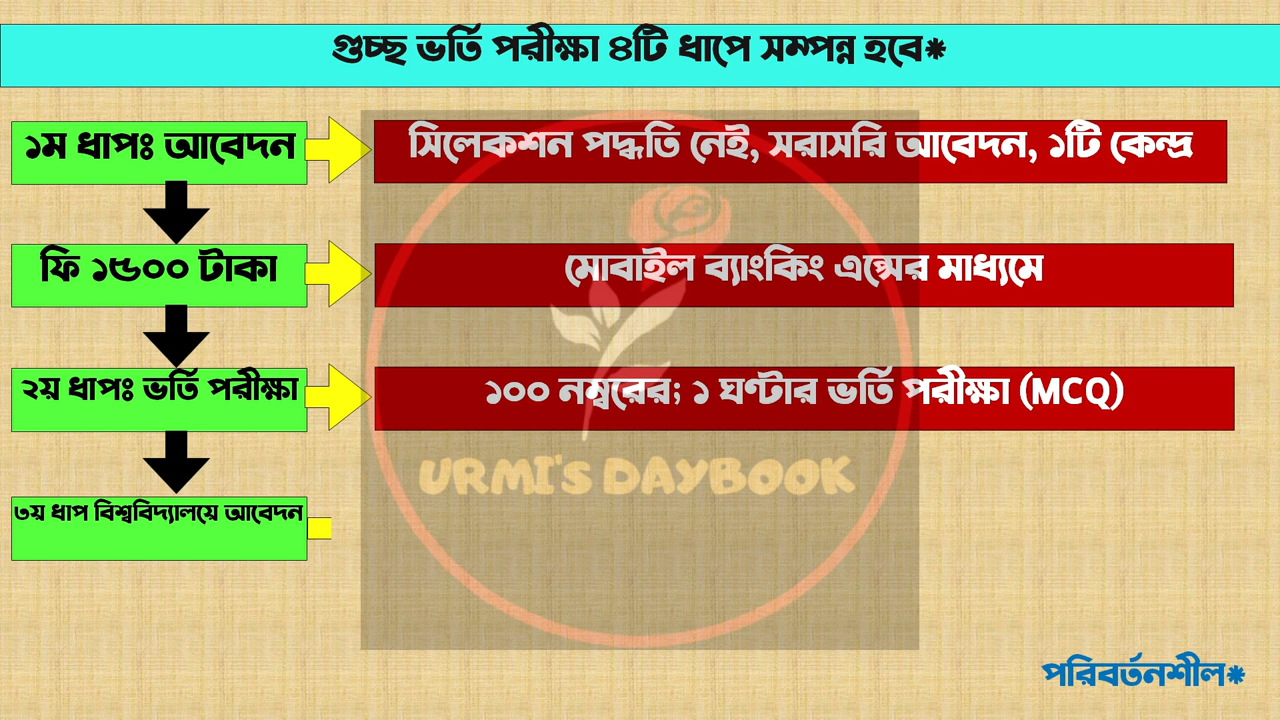 গুচ্ছ ভর্তি পরীক্ষা ৪টি ধাপে সম্পন্ন হবে*
১ম ধাপঃ আবেদন
সিলেকশন পদ্ধতি নেই, সরাসরি আবেদন, ১টি কেন্দ্র
ফি ১৫০০ টাকা
মোবাইল ব্যাংকিং এপ্সের মাধ্যমে
২য় ধাপঃ ভর্তি পরীক্ষা
১০০ নম্বরের; ১ ঘণ্টার ভর্তি পরীক্ষা (MCQ)
URMI'S DAYBOOK
৩য় ধাপ বিশ্ববিদ্যালয়ে আবেদন
পরিবর্তনশীল*